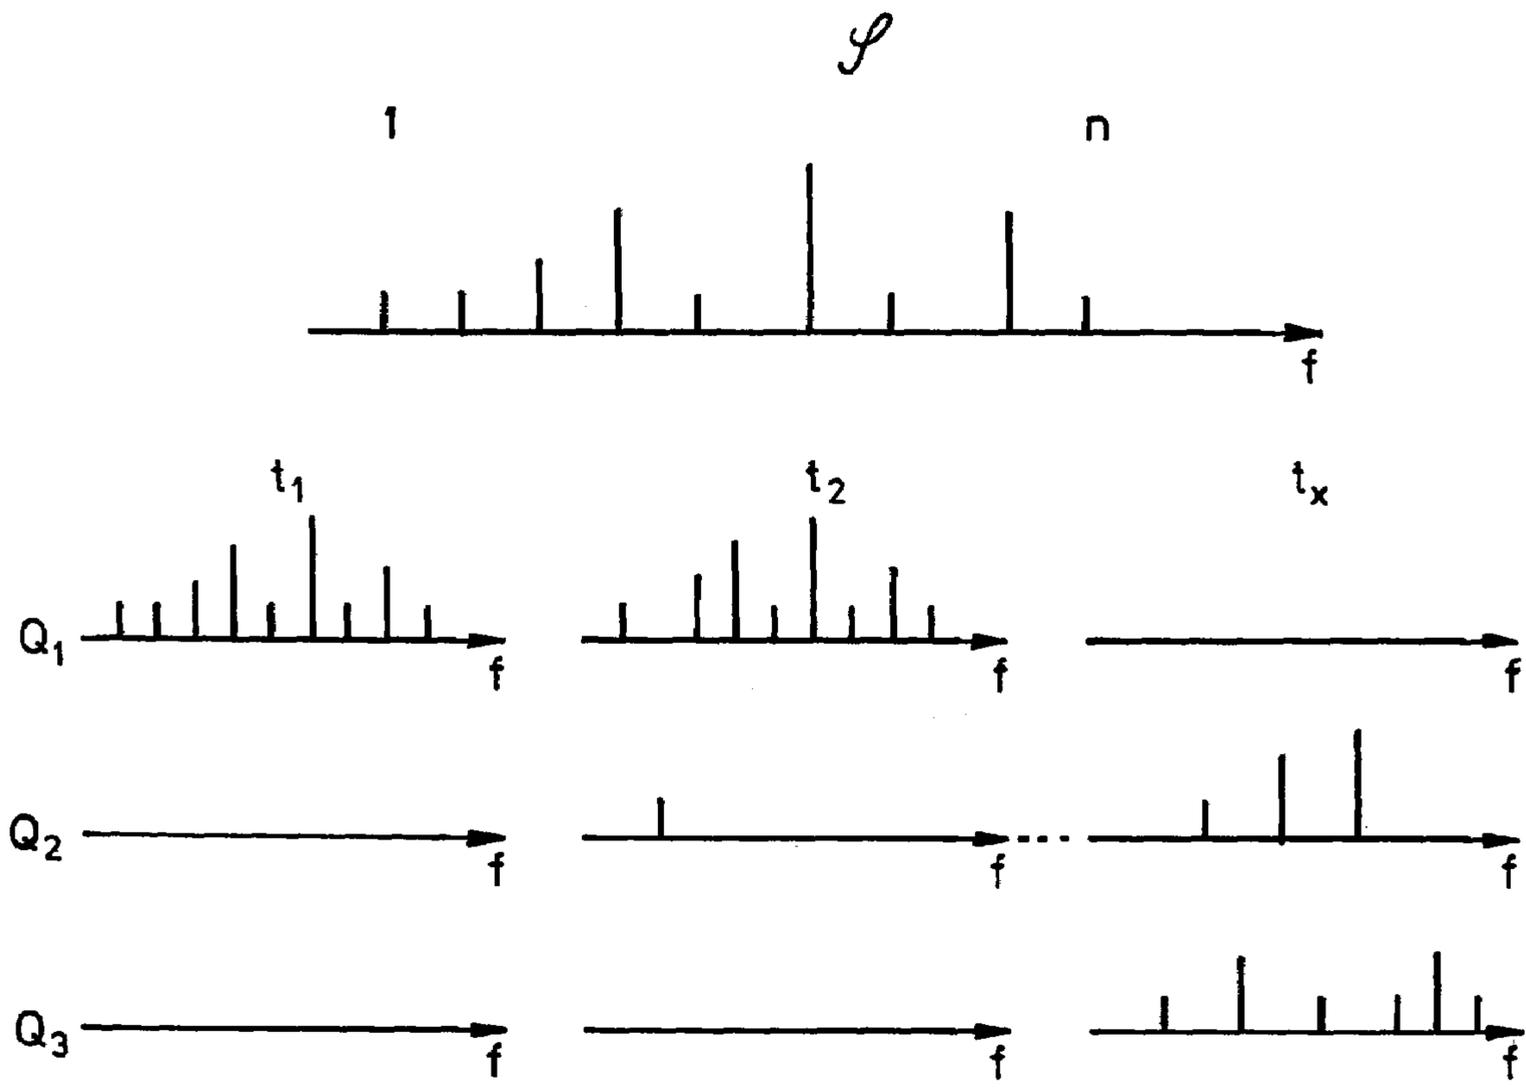 𝒮
1 n
f
t₁ t₂ tₓ
Q₁ f f f
Q₂ f f f
Q₃ f f f